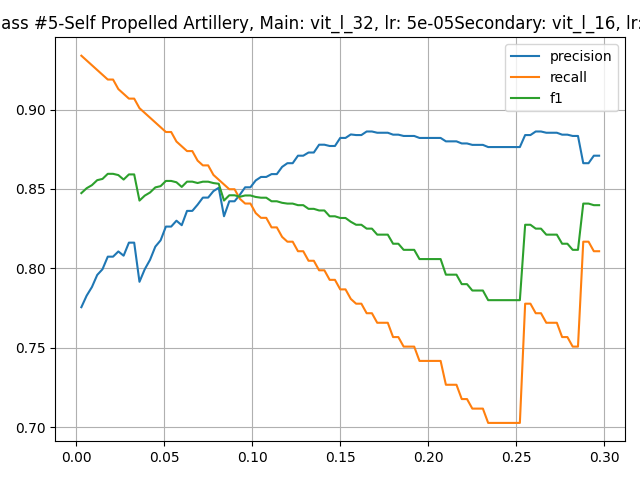 ass #5-Self Propelled Artillery, Main: vit_l_32, lr: 5e-05Secondary: vit_l_16, lr:
precision
recall
f1
0.90
0.85
0.80
0.75
0.70
0.00 0.05 0.10 0.15 0.20 0.25 0.30